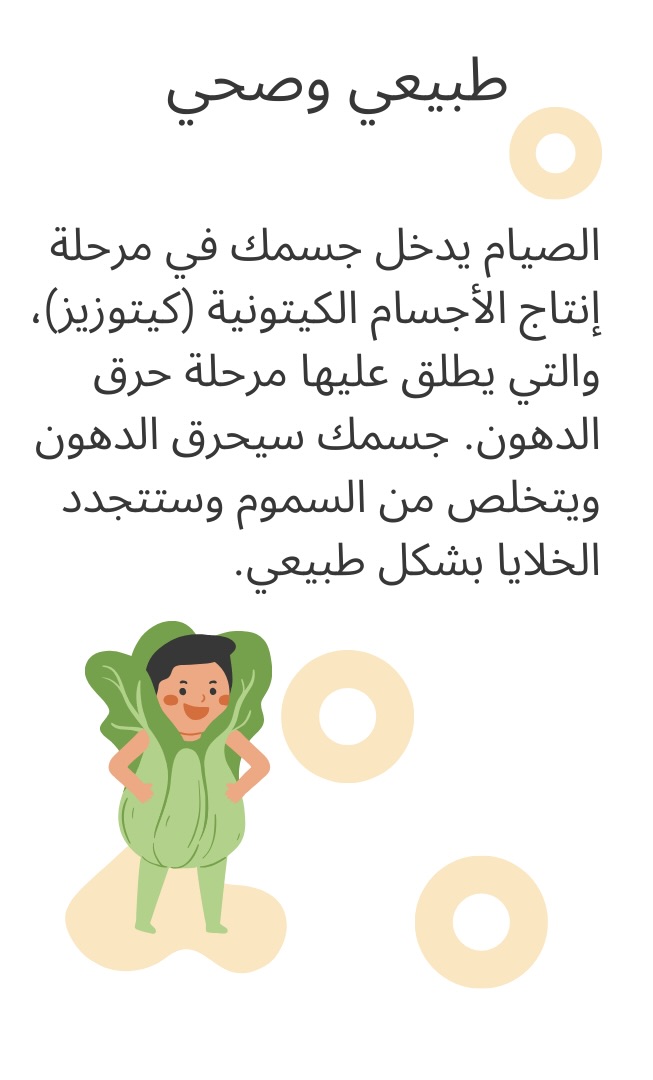 طبيعي وصحي
الصيام يدخل جسمك في مرحلة
إنتاج الأجسام الكيتونية (كيتوزيز)،
والتي يطلق عليها مرحلة حرق
الدهون. جسمك سيحرق الدهون
ويتخلص من السموم وستتجدد
الخلايا بشكل طبيعي.